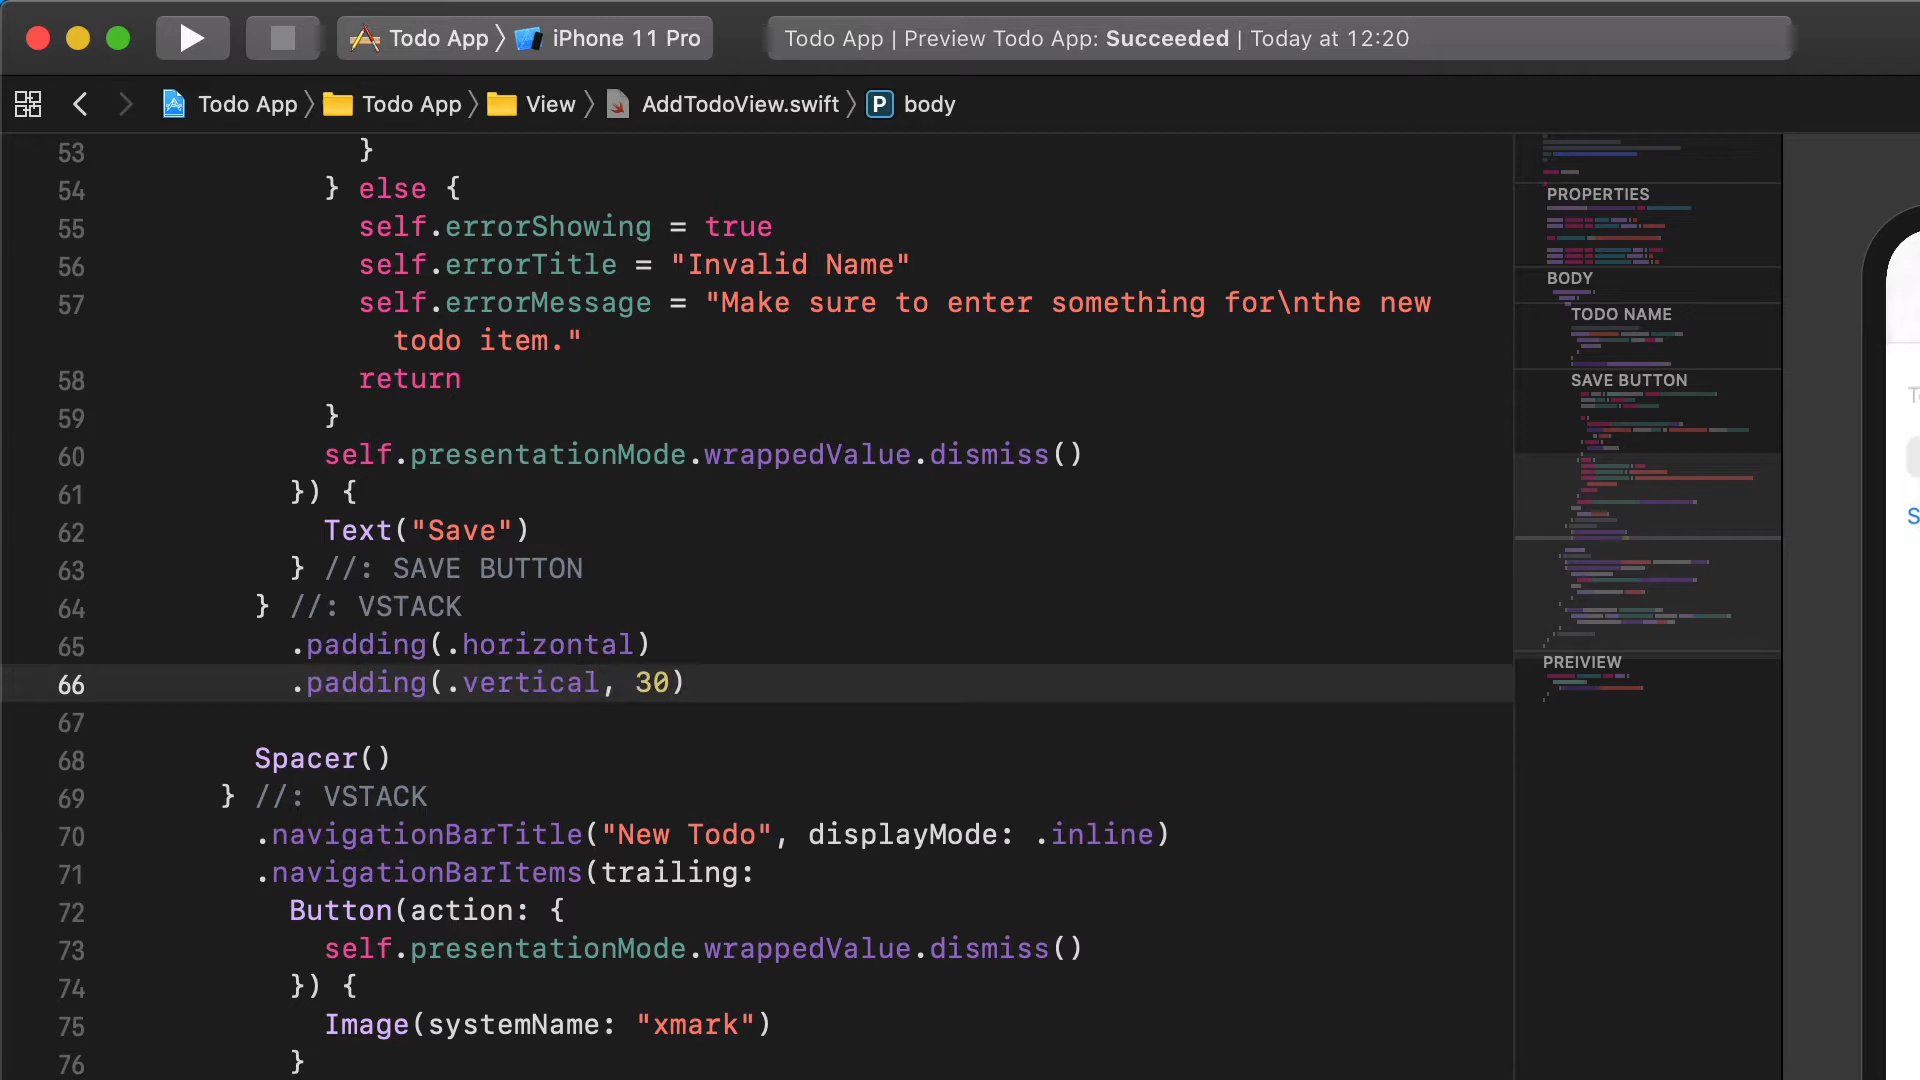 Todo App 〉 iPhone 11 Pro
Todo App | Preview Todo App: Succeeded | Today at 12:20
Todo App 〉 Todo App 〉 View 〉 AddTodoView.swift 〉 P body
53 }
54 } else {
55 self.errorShowing = true
56 self.errorTitle = "Invalid Name"
57 self.errorMessage = "Make sure to enter something for\nthe new
todo item."
58 return
59 }
60 self.presentationMode.wrappedValue.dismiss()
61 }) {
62 Text("Save")
63 } //: SAVE BUTTON
64 } //: VSTACK
65 .padding(.horizontal)
66 .padding(.vertical, 30)
67
68 Spacer()
69 } //: VSTACK
70 .navigationBarTitle("New Todo", displayMode: .inline)
71 .navigationBarItems(trailing:
72 Button(action: {
73 self.presentationMode.wrappedValue.dismiss()
74 }) {
75 Image(systemName: "xmark")
76 }
PROPERTIES
BODY
TODO NAME
SAVE BUTTON
PREIVIEW